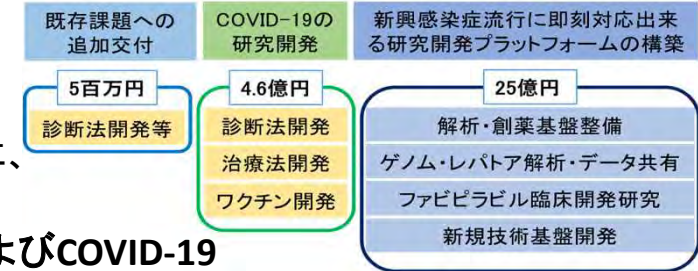 既存課題への
追加交付
5百万円
診断法開発等
COVID-19の
研究開発
4.6億円
診断法開発
治療法開発
ワクチン開発
新興感染症流行に即刻対応出来
る研究開発プラットフォームの構築
25億円
解析・創薬基盤整備
ゲノム・レパトア解析・データ共有
ファビピラビル臨床開発研究
新規技術基盤開発
、
よびCOVID-19